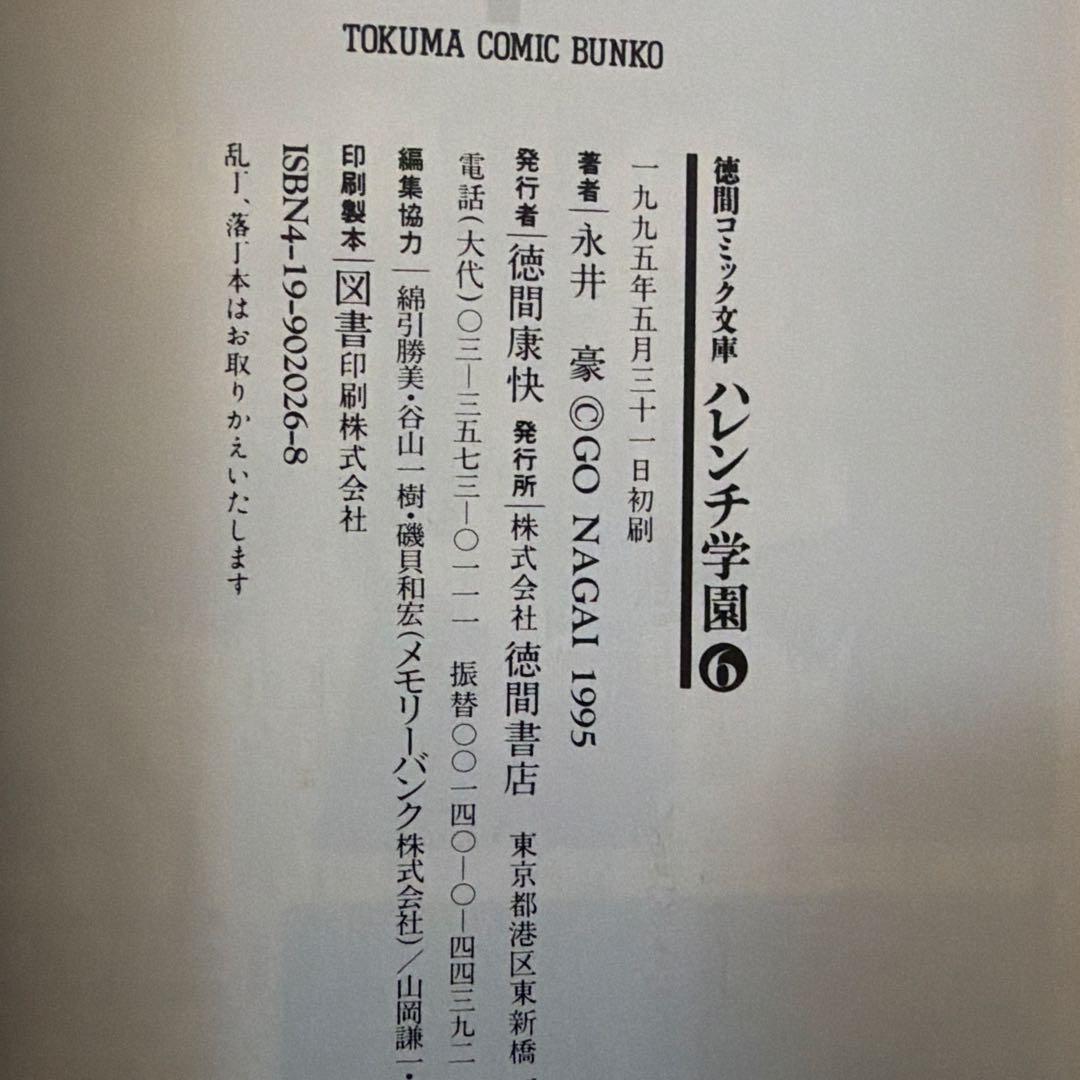 TOKUMA COMIC BUNKO
徳間コミック文庫 ハレンチ学園❻
一九九五年五月三十一日初刷
著者 永井 豪 ©GO NAGAI 1995
発行者 徳間康快 発行所 株式会社 徳間書店 東京都港区東新橋
電話(大代)〇三-三五七三-〇一一一 振替〇〇一四〇-〇-四四三九二
編集協力 綿引勝美・谷山一樹・磯貝和宏(メモリーバンク株式会社)/山岡謙一・
印刷製本 図書印刷株式会社
ISBN4-19-902026-8
乱丁、落丁本はお取りかえいたします